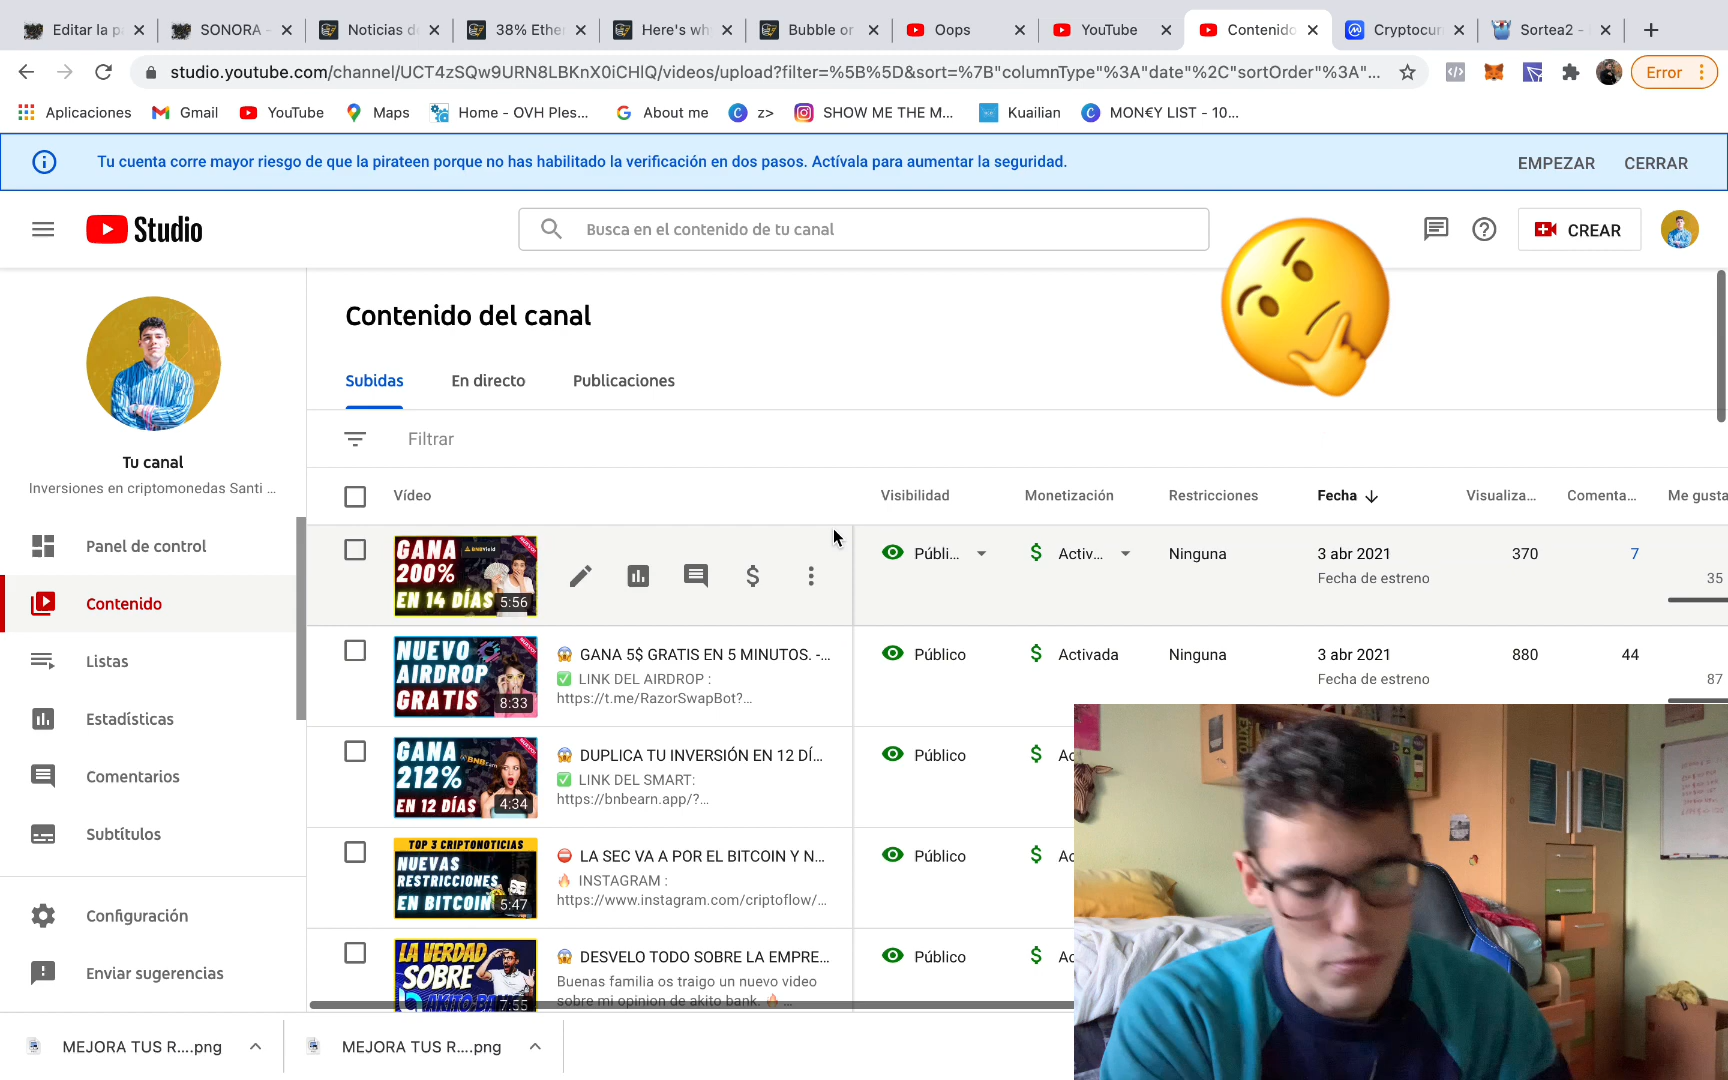 Editar la p
SONORA -
Noticias de
38% Ether
Here's why
Bubble or
Oops
YouTube
Contenido
Cryptocur
Sortea2 -
studio.youtube.com/channel/UCT4zSQw9URN8LBKnX0iCHlQ/videos/upload?filter=%5B%5D&sort=%7B"columnType"%3A"date"%2C"sortOrder"%3A"...
Error
Aplicaciones
Gmail
YouTube
Maps
Home - OVH Ples...
About me
z>
SHOW ME THE M...
Kuailian
MON€Y LIST - 10...
Tu cuenta corre mayor riesgo de que la pirateen porque no has habilitado la verificación en dos pasos. Actívala para aumentar la seguridad.
EMPEZAR
CERRAR
Studio
Busca en el contenido de tu canal
CREAR
Contenido del canal
Tu canal
Inversiones en criptomonedas Santi ...
Subidas
En directo
Publicaciones
Filtrar
Panel de control
Contenido
Listas
Estadísticas
Comentarios
Subtítulos
Configuración
Enviar sugerencias
Vídeo
Visibilidad
Monetización
Restricciones
Fecha
Visualiza...
Comenta...
Me gusta
GANA
BNBYield
200%
EN 14 DÍAS
5:56
Públi...
Activ...
Ninguna
3 abr 2021
Fecha de estreno
370
7
35
NUEVO
AIRDROP
GRATIS
8:33
😱 GANA 5$ GRATIS EN 5 MINUTOS. -...
✅ LINK DEL AIRDROP :
https://t.me/RazorSwapBot?...
Público
Activada
Ninguna
3 abr 2021
Fecha de estreno
880
44
87
GANA
212%
EN 12 DÍAS
4:34
😱 DUPLICA TU INVERSIÓN EN 12 DÍ...
✅ LINK DEL SMART:
https://bnbearn.app/?...
Público
Ac
TOP 3 CRIPTONOTICIAS
NUEVAS
RESTRICCIONES
EN BITCOIN
5:47
⛔ LA SEC VA A POR EL BITCOIN Y N...
🔥 INSTAGRAM :
https://www.instagram.com/criptoflow/...
Público
Ac
LA VERDAD
SOBRE
AKITO BA
7:55
😱 DESVELO TODO SOBRE LA EMPRE...
Buenas familia os traigo un nuevo video
sobre mi opinion de akito bank. 🔥 ...
Público
Ac
MEJORA TUS R....png
MEJORA TUS R....png